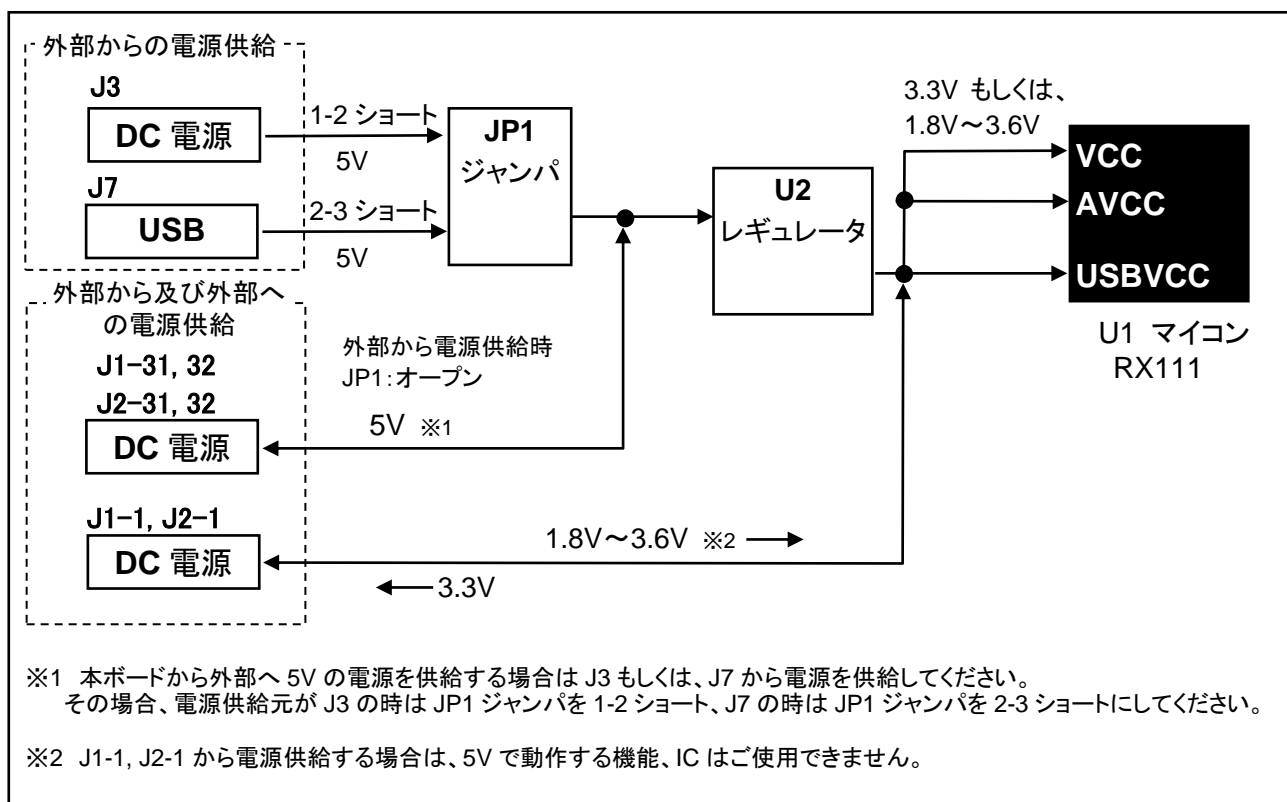 外部からの電源供給
J3
DC 電源
1-2 ショート
5V
J7
USB
2-3 ショート
5V
JP1
ジャンパ
U2
レギュレータ
3.3V もしくは、
1.8V～3.6V
VCC
AVCC
USBVCC
U1 マイコン
RX111
外部から及び外部へ
の電源供給
J1-31, 32
J2-31, 32
DC 電源
外部から電源供給時
JP1:オープン
5V ※1
J1-1, J2-1
DC 電源
1.8V～3.6V ※2
3.3V
※1 本ボードから外部へ 5V の電源を供給する場合は J3 もしくは、J7 から電源を供給してください。
その場合、電源供給元が J3 の時は JP1 ジャンパを 1-2 ショート、J7 の時は JP1 ジャンパを 2-3 ショートにしてください。
※2 J1-1, J2-1 から電源供給する場合は、5V で動作する機能、IC はご使用できません。